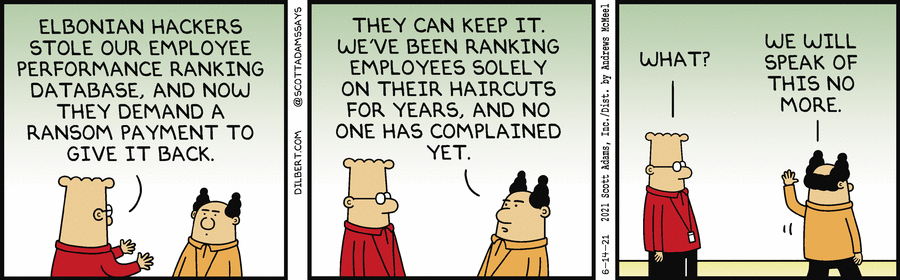 ELBONIAN HACKERS
STOLE OUR EMPLOYEE
PERFORMANCE RANKING
DATABASE, AND NOW
THEY DEMAND A
RANSOM PAYMENT TO
GIVE IT BACK.
DILBERT.COM @SCOTTADAMSSAYS
THEY CAN KEEP IT.
WE'VE BEEN RANKING
EMPLOYEES SOLELY
ON THEIR HAIRCUTS
FOR YEARS, AND NO
ONE HAS COMPLAINED
YET.
6-14-21 2021 Scott Adams, Inc./Dist. by Andrews McMeel
WHAT?
WE WILL
SPEAK OF
THIS NO
MORE.